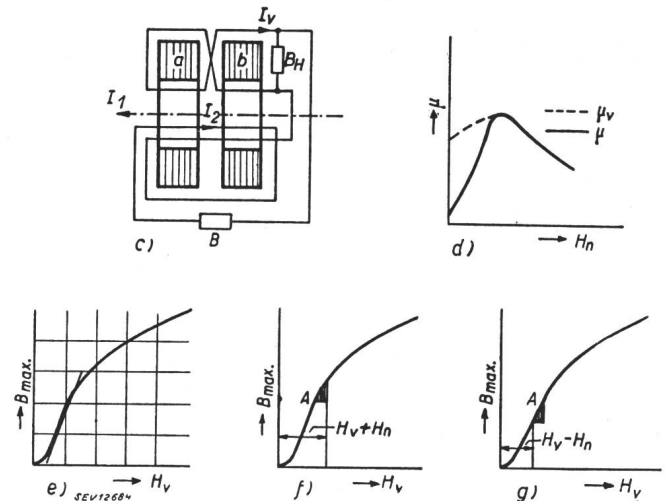 I_v
a
b
B_H
I_1
I_2
B
c)
μ
μ_v
μ
H_n
d)
B_max.
H_v
e)
SEV12684
B_max.
A
H_v+H_n
H_v
f)
B_max.
A
H_v-H_n
H_v
g)